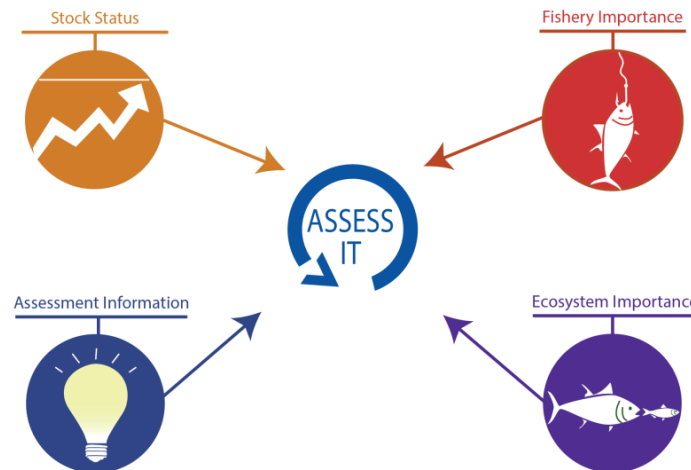 Stock Status
Fishery Importance
ASSESS
IT
Assessment Information
Ecosystem Importance